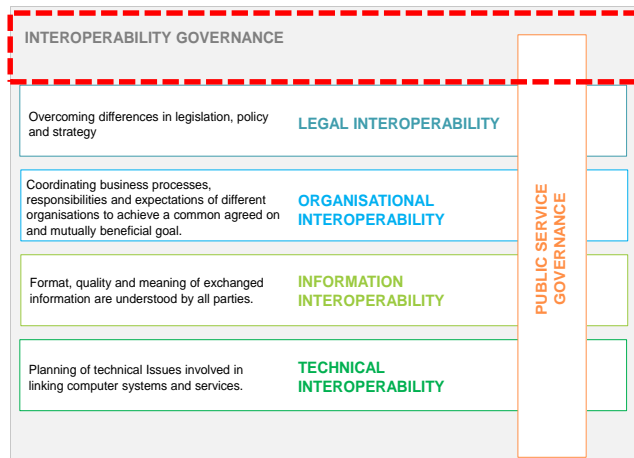 INTEROPERABILITY GOVERNANCE
Overcoming differences in legislation, policy
and strategy
LEGAL INTEROPERABILITY
Coordinating business processes,
responsibilities and expectations of different
organisations to achieve a common agreed on
and mutually beneficial goal.
ORGANISATIONAL
INTEROPERABILITY
Format, quality and meaning of exchanged
information are understood by all parties.
INFORMATION
INTEROPERABILITY
Planning of technical Issues involved in
linking computer systems and services.
TECHNICAL
INTEROPERABILITY
PUBLIC SERVICE
GOVERNANCE